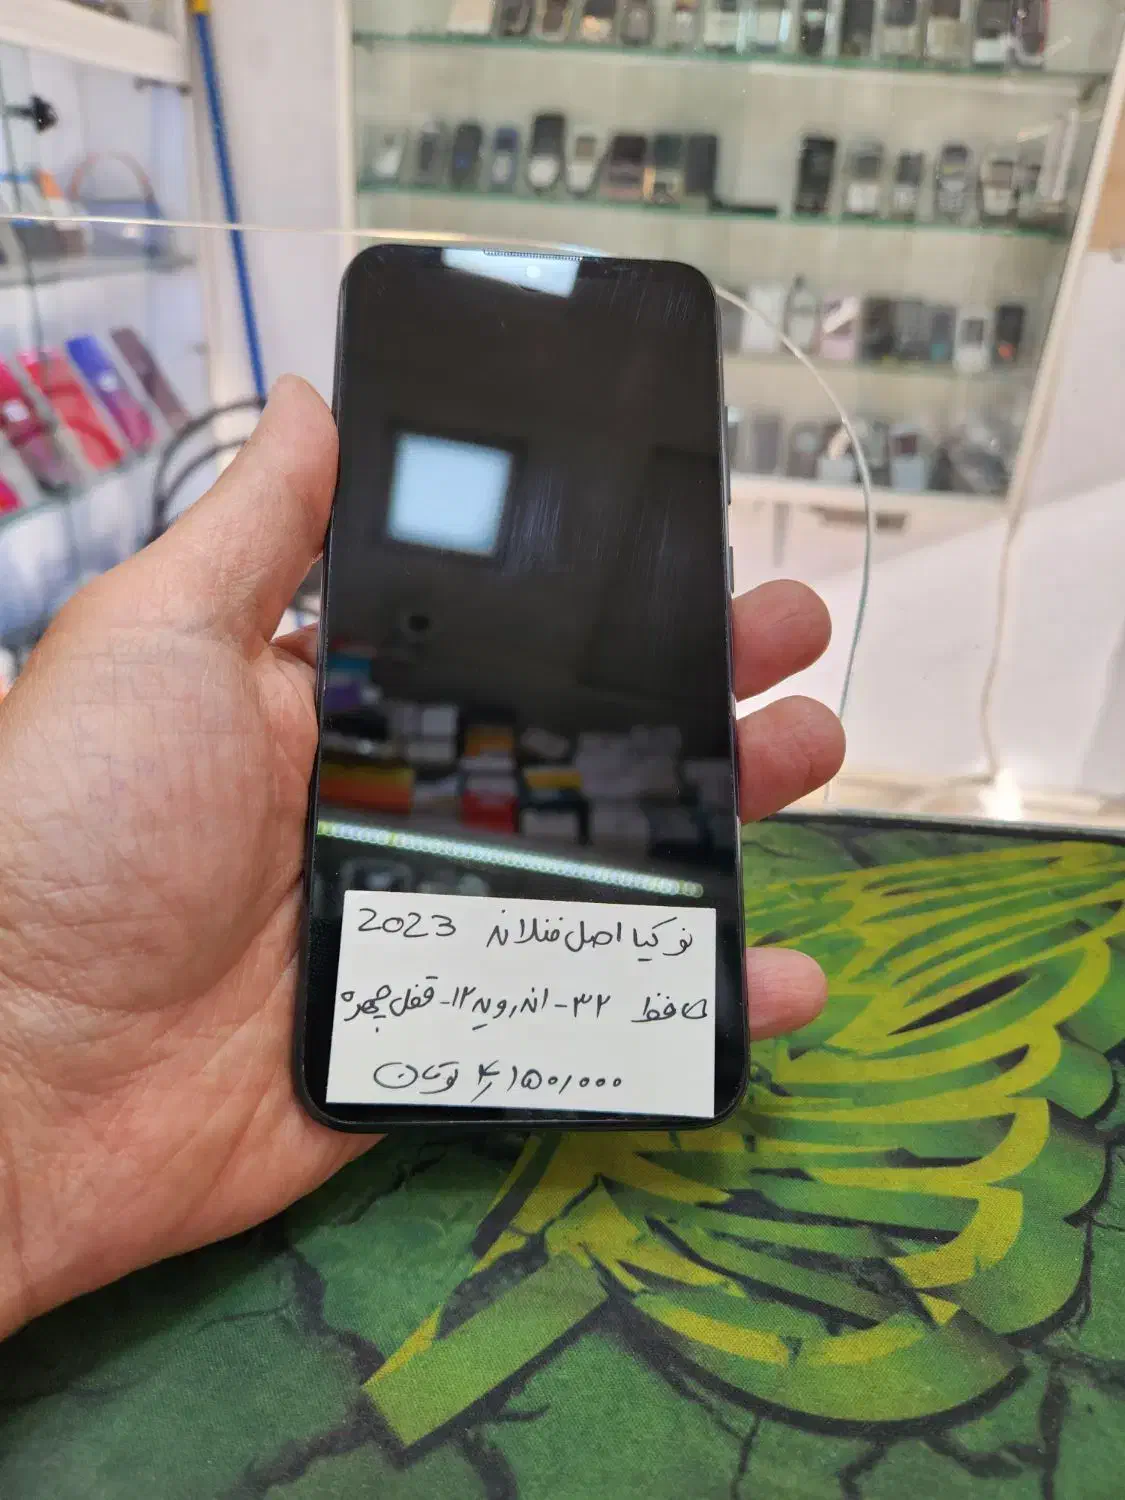 نوکیا اصل فنلاند 2023
حافظه ۳۲ - اندروید ۱۲ - قفل چهره
۴٫۱۵۰٫۰۰۰ تومان